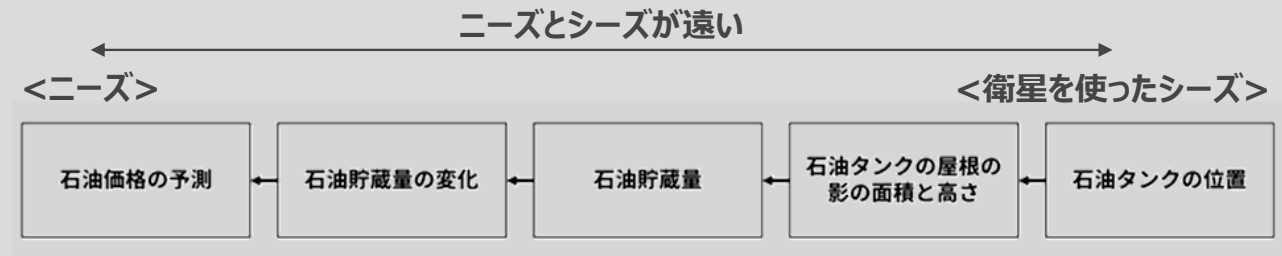 ニーズとシーズが遠い
<ニーズ>
<衛星を使ったシーズ>
石油価格の予測
石油貯蔵量の変化
石油貯蔵量
石油タンクの屋根の
影の面積と高さ
石油タンクの位置